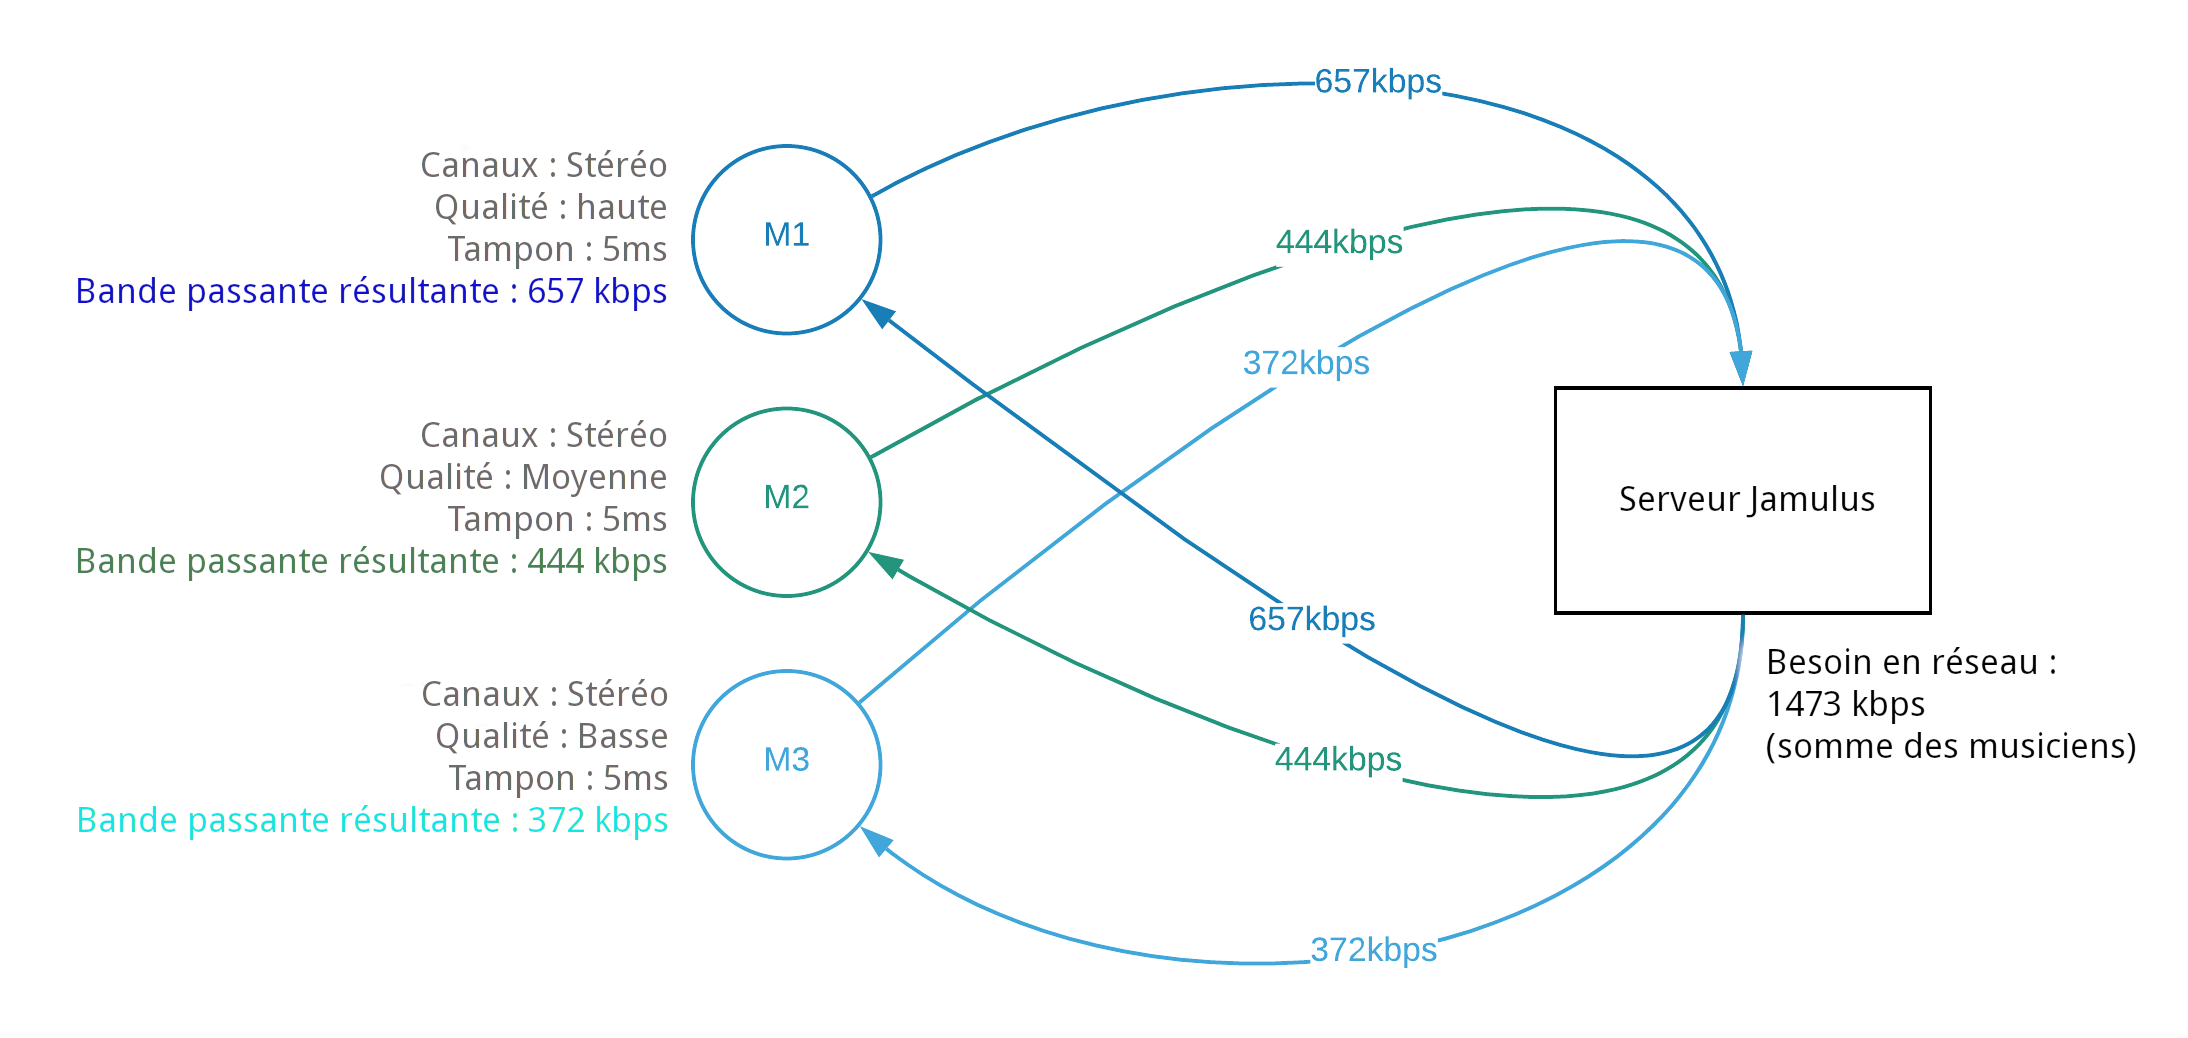 657kbps
Canaux : Stéréo
Qualité : haute
Tampon : 5ms
Bande passante résultante : 657 kbps
M1
444kbps
372kbps
Canaux : Stéréo
Qualité : Moyenne
Tampon : 5ms
Bande passante résultante : 444 kbps
M2
Serveur Jamulus
657kbps
Besoin en réseau :
1473 kbps
(somme des musiciens)
Canaux : Stéréo
Qualité : Basse
Tampon : 5ms
Bande passante résultante : 372 kbps
M3
444kbps
372kbps